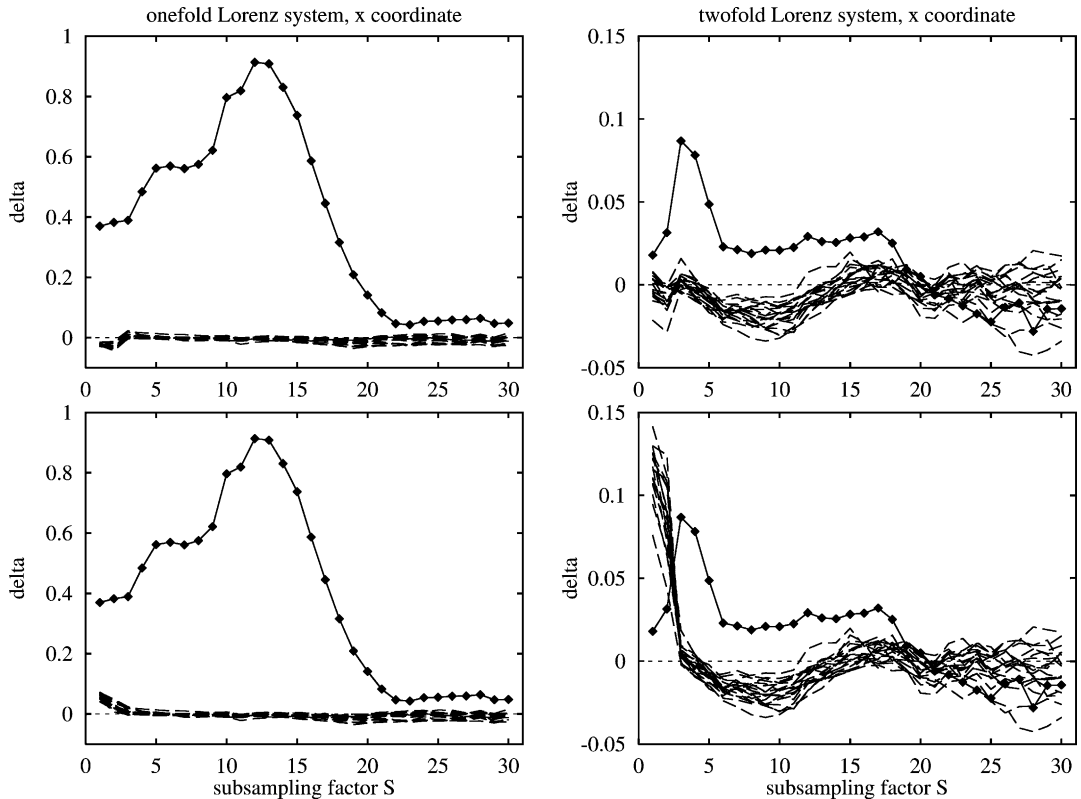 onefold Lorenz system, x coordinate
1
0.8
0.6
0.4
0.2
0
delta
0 5 10 15 20 25 30
twofold Lorenz system, x coordinate
0.15
0.1
0.05
0
-0.05
delta
0 5 10 15 20 25 30
1
0.8
0.6
0.4
0.2
0
delta
0 5 10 15 20 25 30
subsampling factor S
0.15
0.1
0.05
0
-0.05
delta
0 5 10 15 20 25 30
subsampling factor S